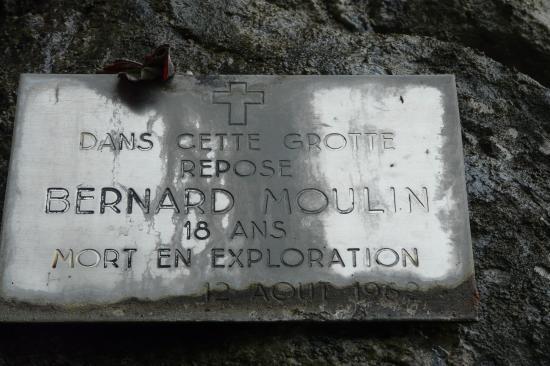 DANS CETTE GROTTE
REPOSE
BERNARD MOULIN
18 ANS
MORT EN EXPLORATION
12 AOUT